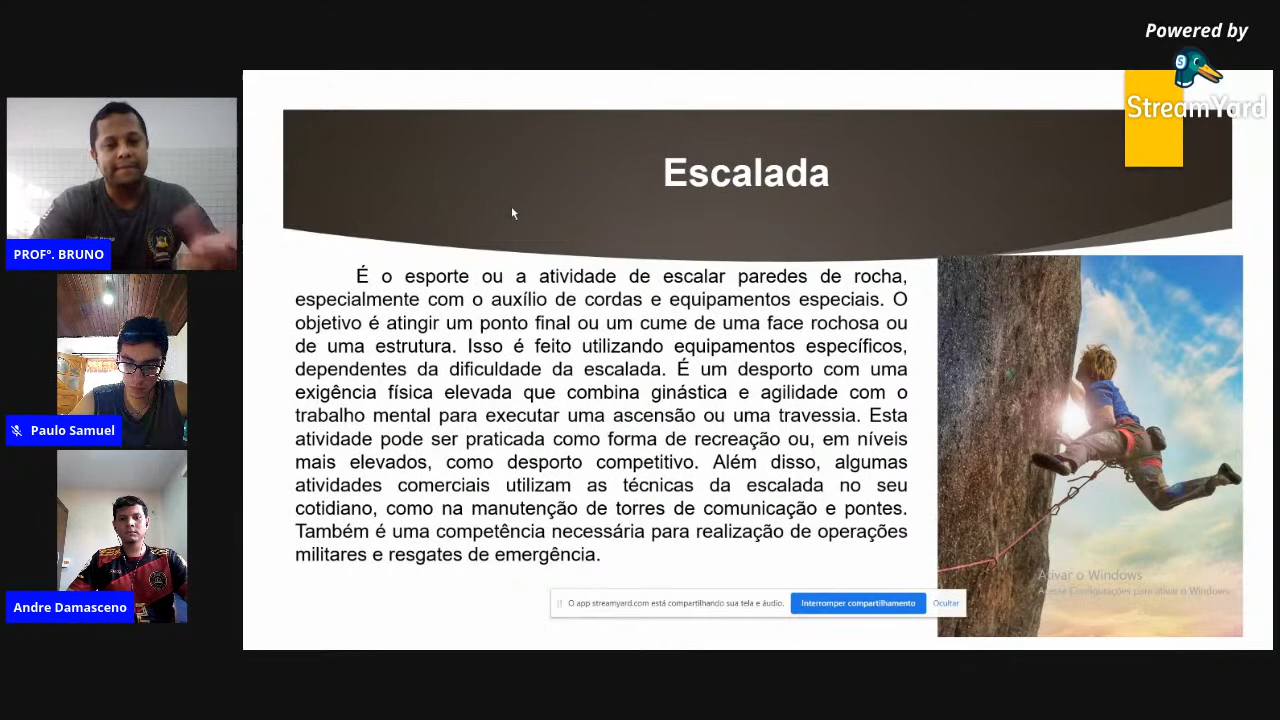 Powered by
StreamYard
Escalada
É o esporte ou a atividade de escalar paredes de rocha,
especialmente com o auxílio de cordas e equipamentos especiais. O
objetivo é atingir um ponto final ou um cume de uma face rochosa ou
de uma estrutura. Isso é feito utilizando equipamentos específicos,
dependentes da dificuldade da escalada. É um desporto com uma
exigência física elevada que combina ginástica e agilidade com o
trabalho mental para executar uma ascensão ou uma travessia. Esta
atividade pode ser praticada como forma de recreação ou, em níveis
mais elevados, como desporto competitivo. Além disso, algumas
atividades comerciais utilizam as técnicas da escalada no seu
cotidiano, como na manutenção de torres de comunicação e pontes.
Também é uma competência necessária para realização de operações
militares e resgates de emergência.
PROFº. BRUNO
Paulo Samuel
Andre Damasceno
Ativar o Windows
Acesse Configurações para ativar o Windows.
O app streamyard.com está compartilhando sua tela e áudio.
Interromper compartilhamento
Ocultar